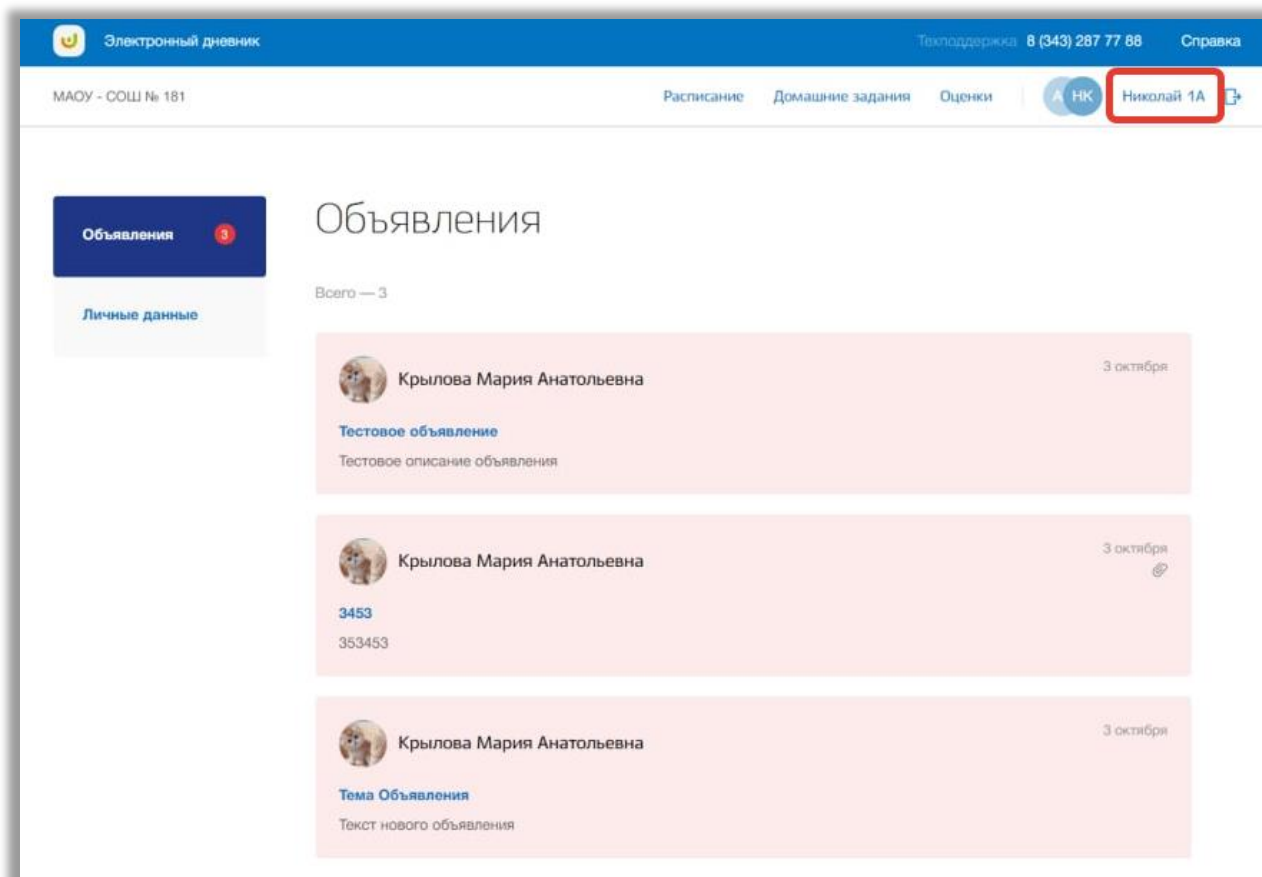 Электронный дневник Техподдержка 8 (343) 287 77 88 Справка
МАОУ - СОШ № 181 Расписание Домашние задания Оценки А НК Николай 1А
Объявления 3
Личные данные
Объявления
Всего — 3
Крылова Мария Анатольевна 3 октября
Тестовое объявление
Тестовое описание объявления
Крылова Мария Анатольевна 3 октября
3453
353453
Крылова Мария Анатольевна 3 октября
Тема Объявления
Текст нового объявления